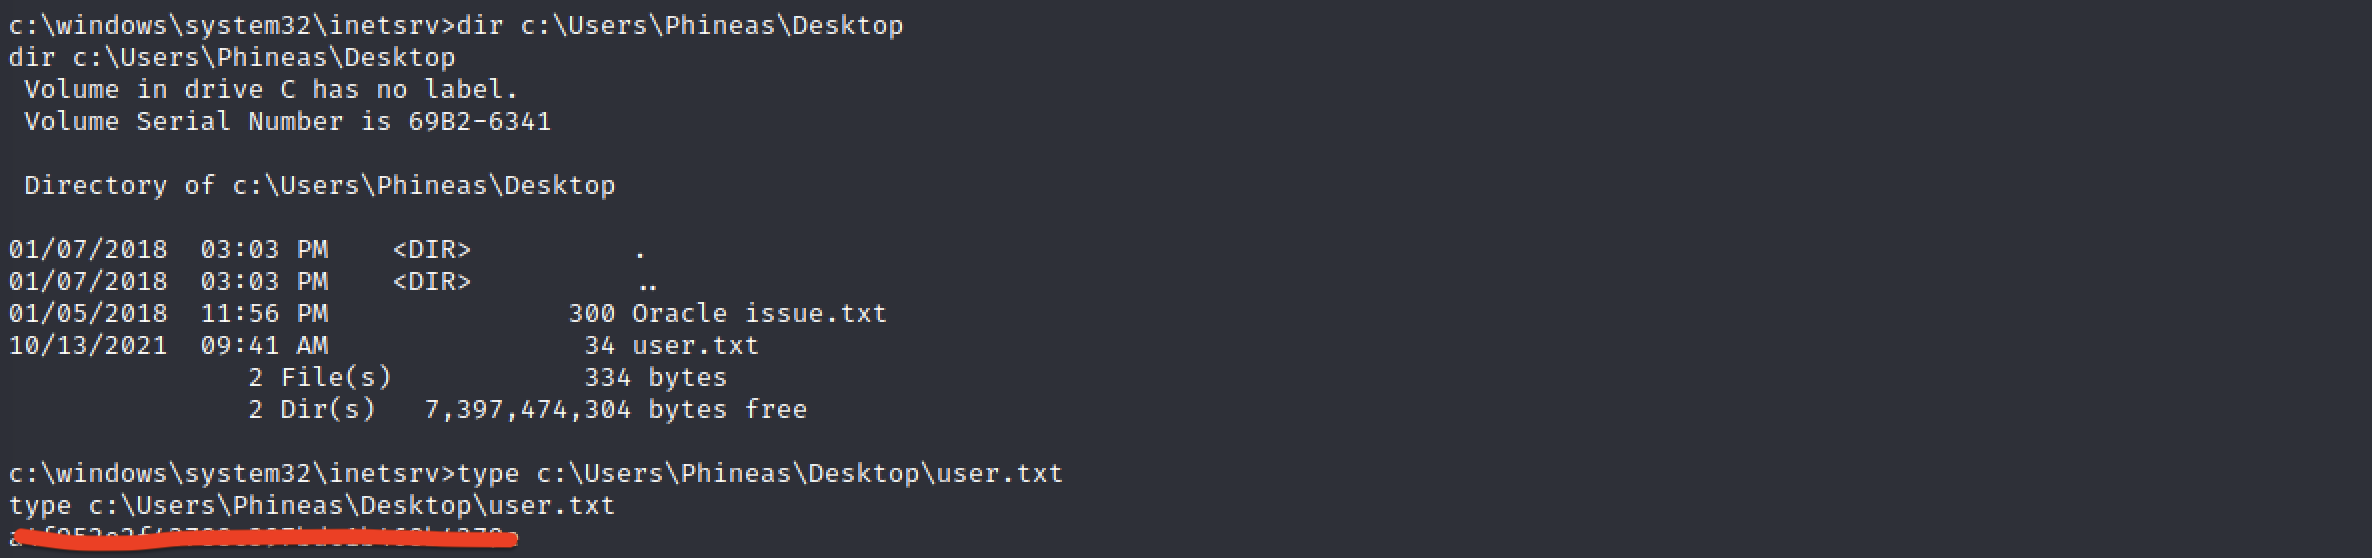 c:\windows\system32\inetsrv>dir c:\Users\Phineas\Desktop
dir c:\Users\Phineas\Desktop
 Volume in drive C has no label.
 Volume Serial Number is 69B2-6341

 Directory of c:\Users\Phineas\Desktop

01/07/2018  03:03 PM    <DIR>          .
01/07/2018  03:03 PM    <DIR>          ..
01/05/2018  11:56 PM               300 Oracle issue.txt
10/13/2021  09:41 AM                34 user.txt
               2 File(s)            334 bytes
               2 Dir(s)   7,397,474,304 bytes free

c:\windows\system32\inetsrv>type c:\Users\Phineas\Desktop\user.txt
type c:\Users\Phineas\Desktop\user.txt